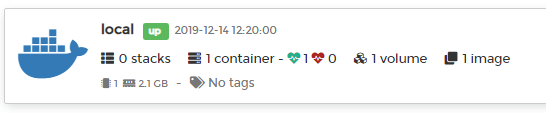 local up 2019-12-14 12:20:00
0 stacks 1 container - 1 0 1 volume 1 image
1 2.1 GB - No tags